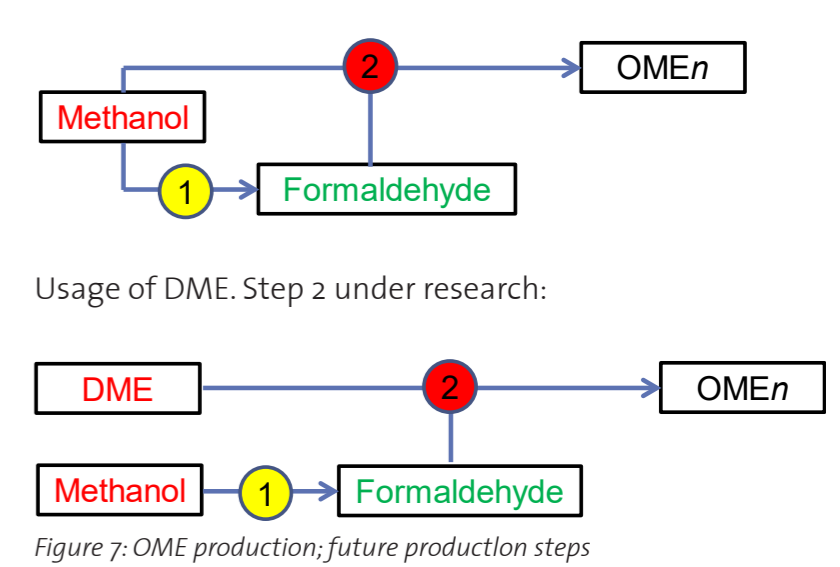 2
OMEn
Methanol
1
Formaldehyde
Usage of DME. Step 2 under research:
DME
2
OMEn
Methanol
1
Formaldehyde
Figure 7: OME production; future productlon steps